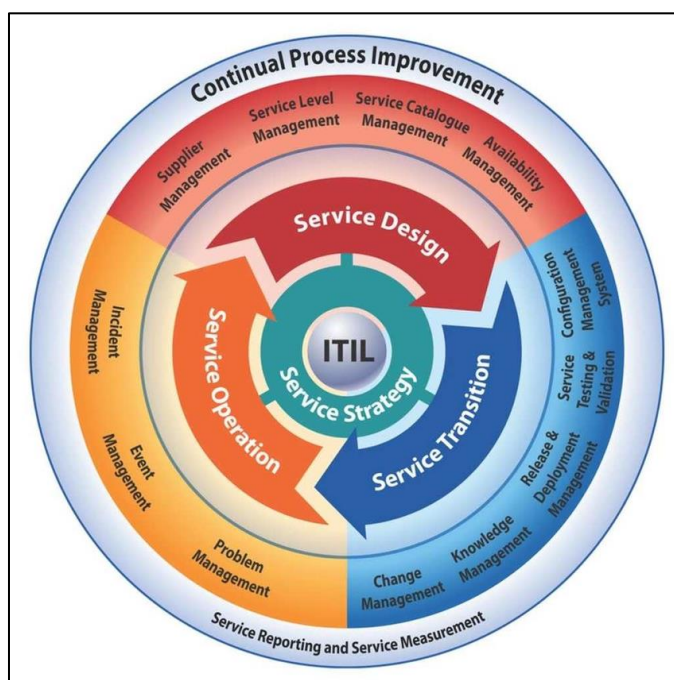 Continual Process Improvement
Supplier
Management
Service Level
Management
Service Catalogue
Management
Availability
Management
Configuration
Management
System
Service
Testing &
Validation
Release &
Deployment
Management
Knowledge
Management
Change
Management
Problem
Management
Event
Management
Incident
Management
Service Design
Service Transition
Service Operation
Service Strategy
ITIL
Service Reporting and Service Measurement